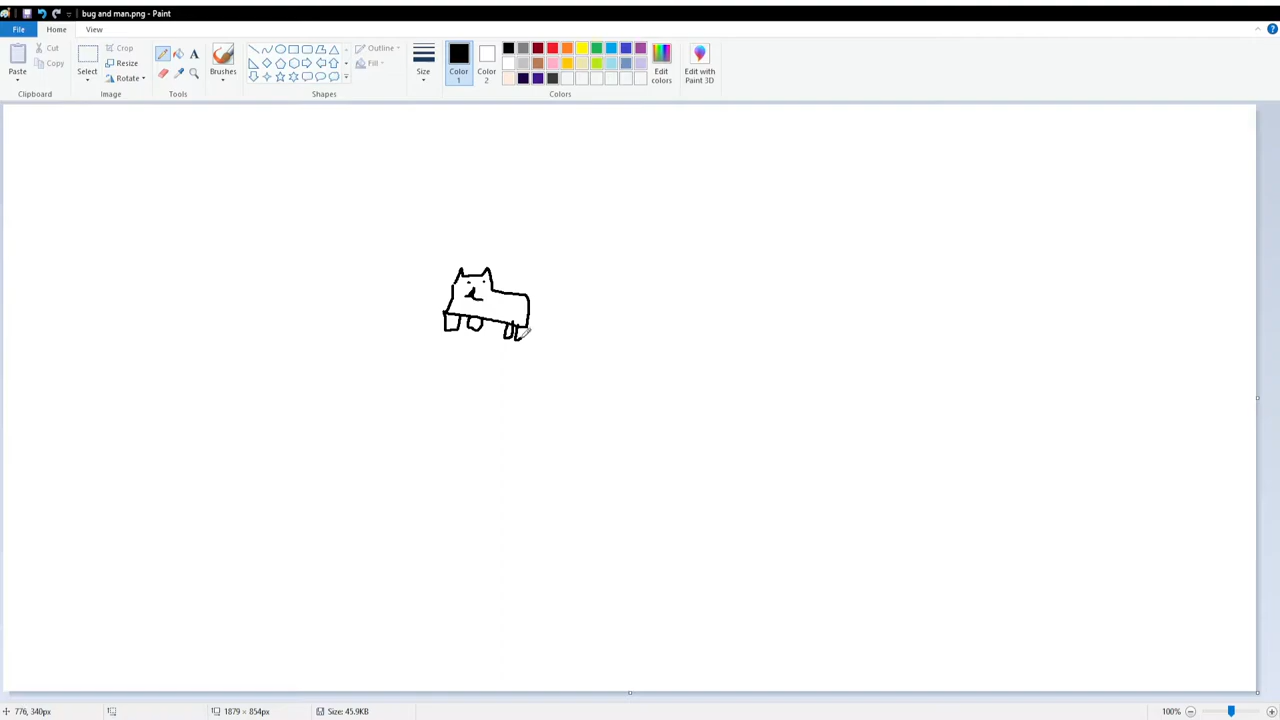 bug and man.png - Paint
File Home View
Paste
Cut
Copy
Clipboard
Select
Crop
Resize
Rotate
Image
A
Tools
Brushes
Outline
Fill
Shapes
Size
Color
1
Color
2
Edit
colors
Edit with
Paint 3D
Colors
776, 340px
1879 × 854px
Size: 45.9KB
100%